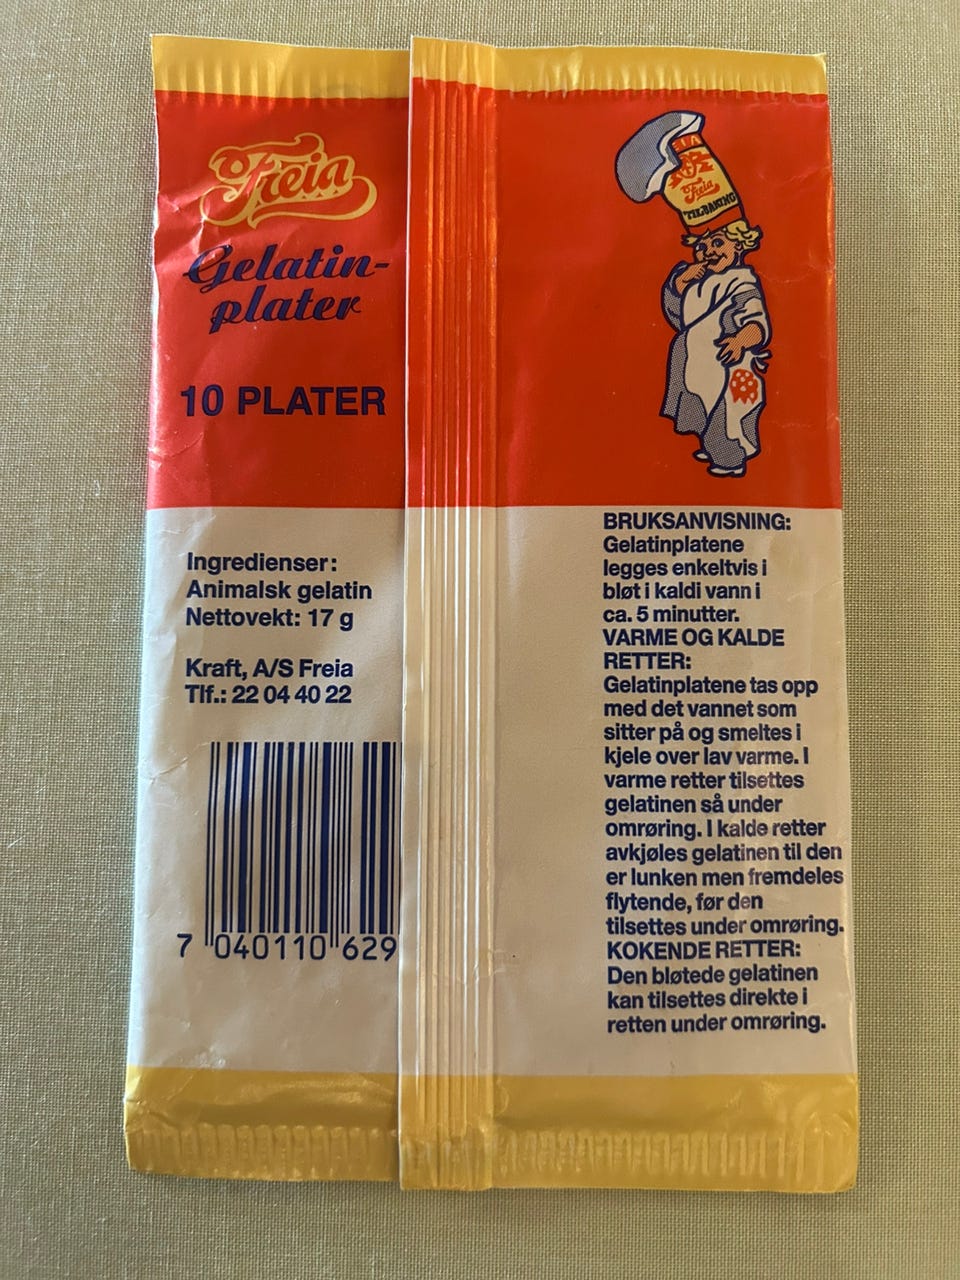 Freia
Gelatin-
plater
10 PLATER
Ingredienser:
Animalsk gelatin
Nettovekt: 17 g
Kraft, A/S Freia
Tlf.: 22 04 40 22
7 040110 629
Freia
TIL BAKING
BRUKSANVISNING:
Gelatinplatene
legges enkeltvis i
bløt i kaldi vann i
ca. 5 minutter.
VARME OG KALDE
RETTER:
Gelatinplatene tas opp
med det vannet som
sitter på og smeltes i
kjele over lav varme. I
varme retter tilsettes
gelatinen så under
omrøring. I kalde retter
avkjøles gelatinen til den
er lunken men fremdeles
flytende, før den
tilsettes under omrøring.
KOKENDE RETTER:
Den bløtede gelatinen
kan tilsettes direkte i
retten under omrøring.